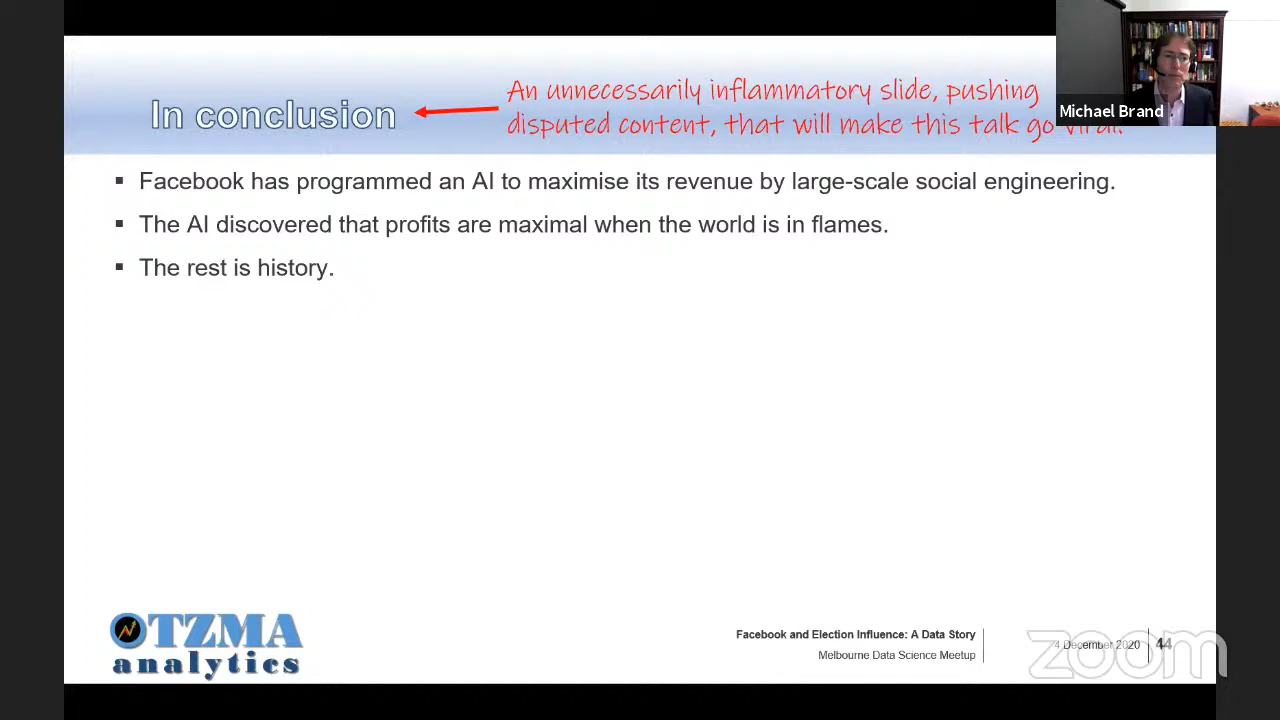 In conclusion
An unnecessarily inflammatory slide, pushing
disputed content, that will make this talk go viral.
Michael Brand
Facebook has programmed an AI to maximise its revenue by large-scale social engineering.
The AI discovered that profits are maximal when the world is in flames.
The rest is history.
OTZMA
analytics
Facebook and Election Influence: A Data Story
Melbourne Data Science Meetup
4 December 2020
44
zoom